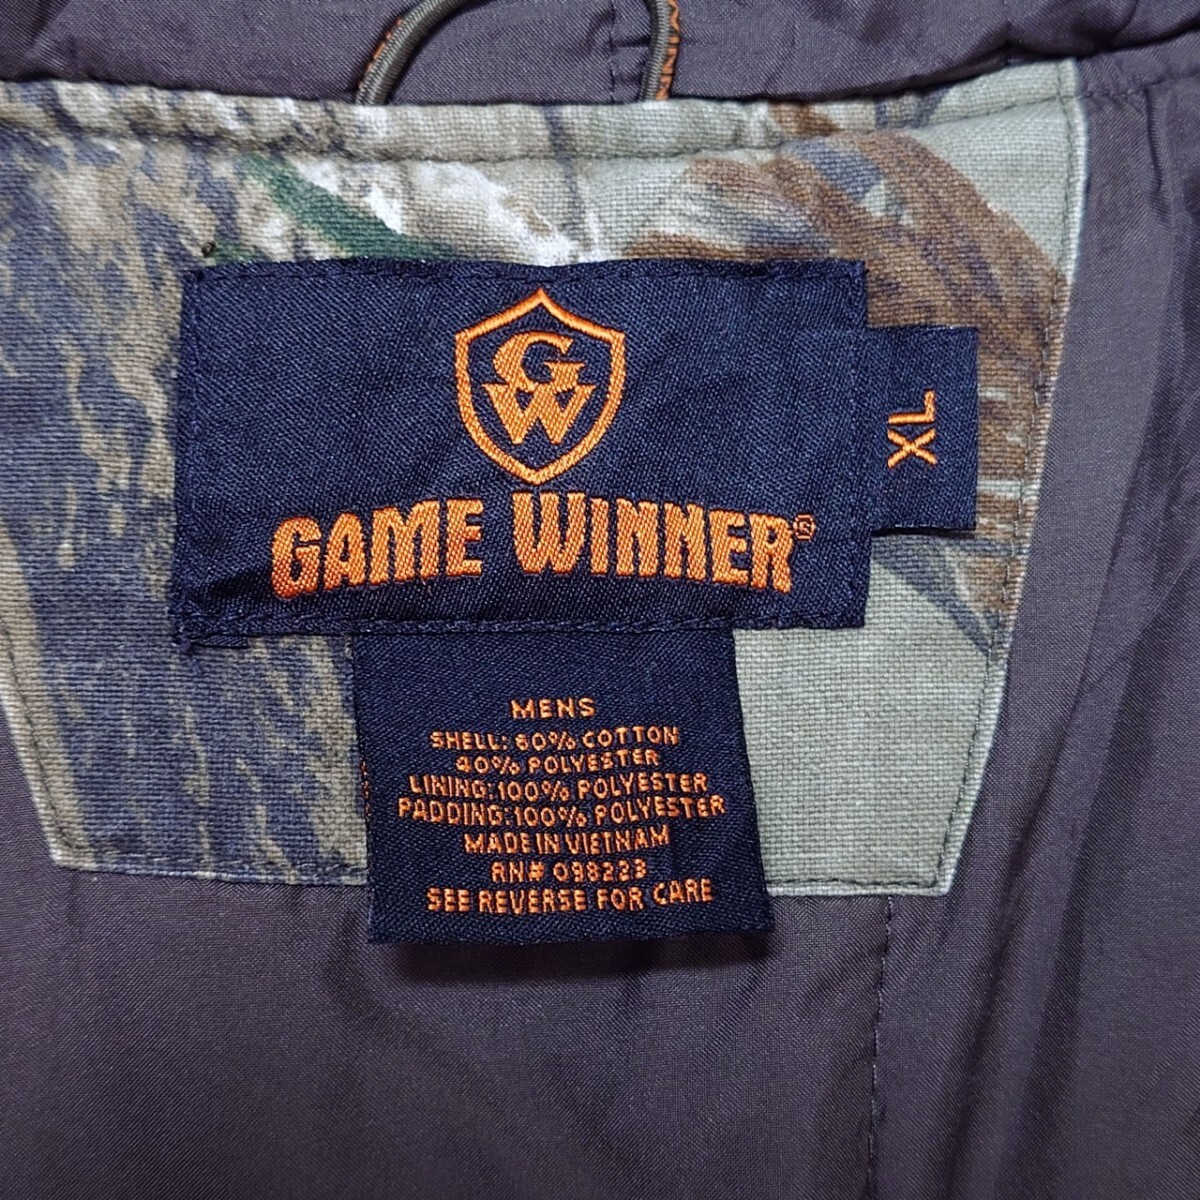 GW
GAME WINNER®
XL
MENS
SHELL: 60% COTTON
40% POLYESTER
LINING:100% POLYESTER
PADDING:100% POLYESTER
MADE IN VIETNAM
RN# 098223
SEE REVERSE FOR CARE